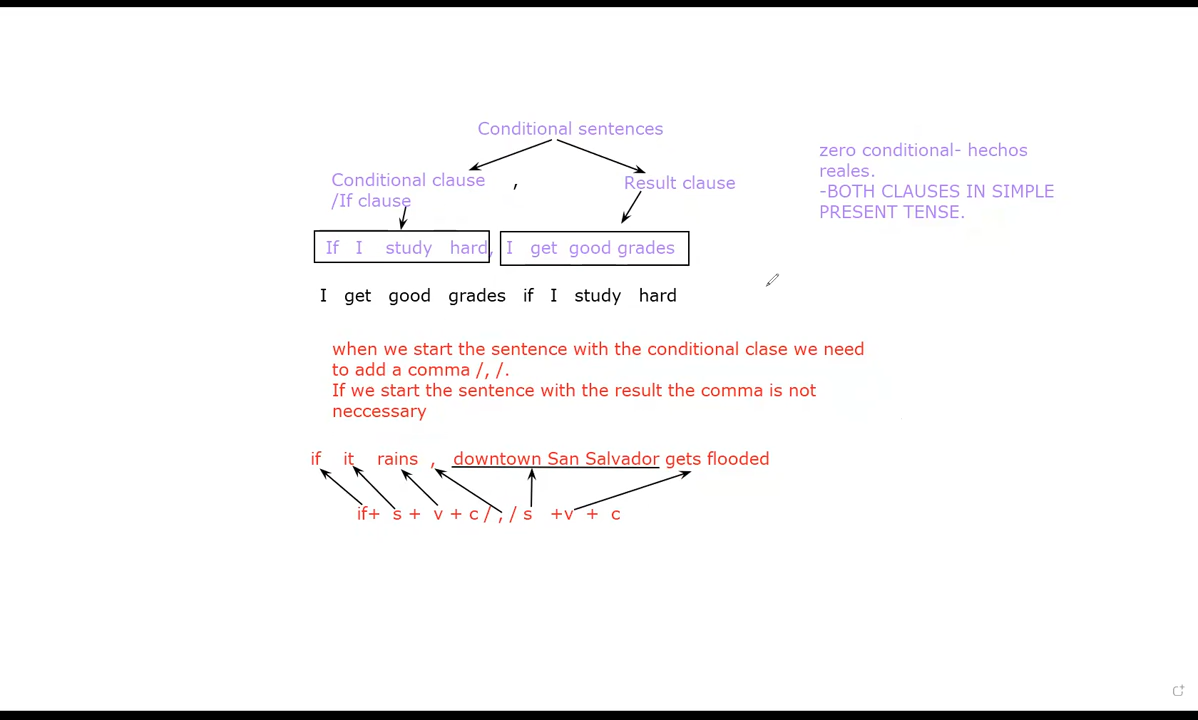 Conditional sentences
zero conditional- hechos
reales.
-BOTH CLAUSES IN SIMPLE
PRESENT TENSE.
Conditional clause , Result clause
/If clause
If I study hard, I get good grades
I get good grades if I study hard
when we start the sentence with the conditional clase we need
to add a comma /, /.
If we start the sentence with the result the comma is not
neccessary
if it rains , downtown San Salvador gets flooded
if+ s + v + c / , / s +v + c